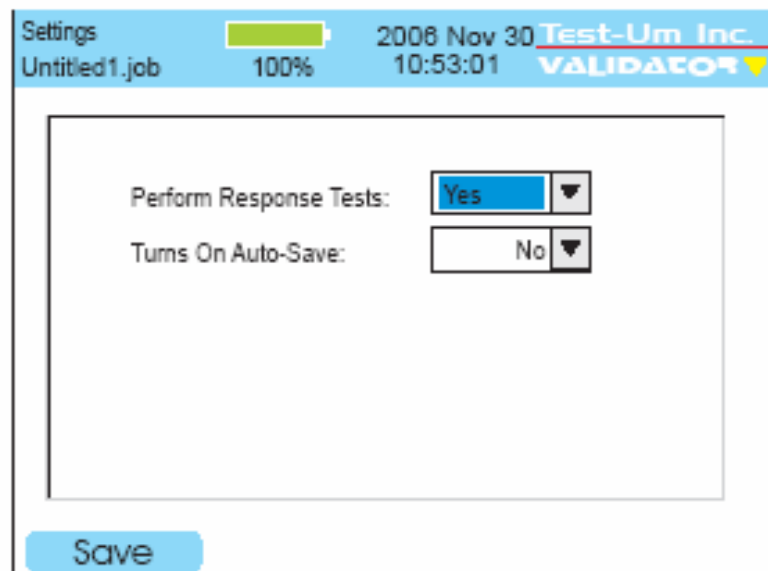 Settings
Untitled1.job
100%
2006 Nov 30
10:53:01
Test-Um Inc.
VALIDATOR
Perform Response Tests: Yes
Turns On Auto-Save: No
Save